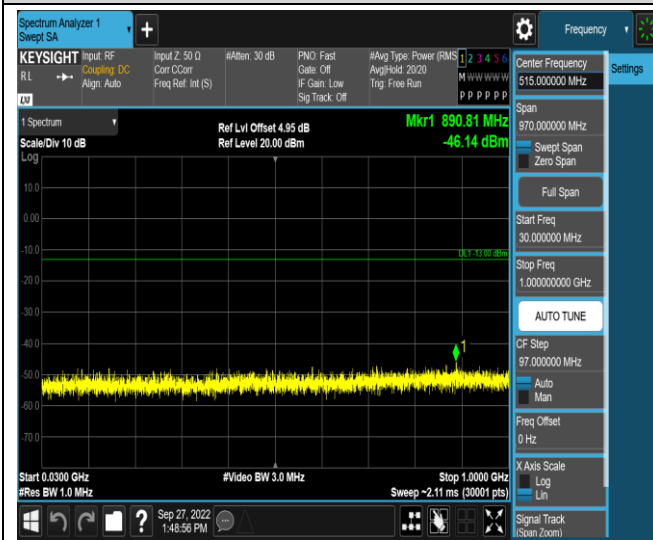 Spectrum Analyzer 1
Swept SA
+
Frequency
KEYSIGHT
RL
LXI
Input: RF
Coupling: DC
Align: Auto
Input Z: 50 Ω
Corr CCorr
Freq Ref: Int (S)
#Atten: 30 dB
PNO: Fast
Gate: Off
IF Gain: Low
Sig Track: Off
#Avg Type: Power (RMS
Avg|Hold: 20/20
Trig: Free Run
1 2 3 4 5 6
M W W W W W
P P P P P P
1 Spectrum
Scale/Div 10 dB
Log
Ref Lvl Offset 4.95 dB
Ref Level 20.00 dBm
Mkr1 890.81 MHz
-46.14 dBm
10.0
0.00
-10.0
DL1 -13.00 dBm
-20.0
-30.0
-40.0
1
-50.0
-60.0
-70.0
Start 0.0300 GHz
#Res BW 1.0 MHz
#Video BW 3.0 MHz
Stop 1.0000 GHz
Sweep ~2.11 ms (30001 pts)
?
Sep 27, 2022
1:48:56 PM
Center Frequency
515.000000 MHz
Settings
Span
970.000000 MHz
Swept Span
Zero Span
Full Span
Start Freq
30.000000 MHz
Stop Freq
1.000000000 GHz
AUTO TUNE
CF Step
97.000000 MHz
Auto
Man
Freq Offset
0 Hz
X Axis Scale
Log
Lin
Signal Track
(Span Zoom)